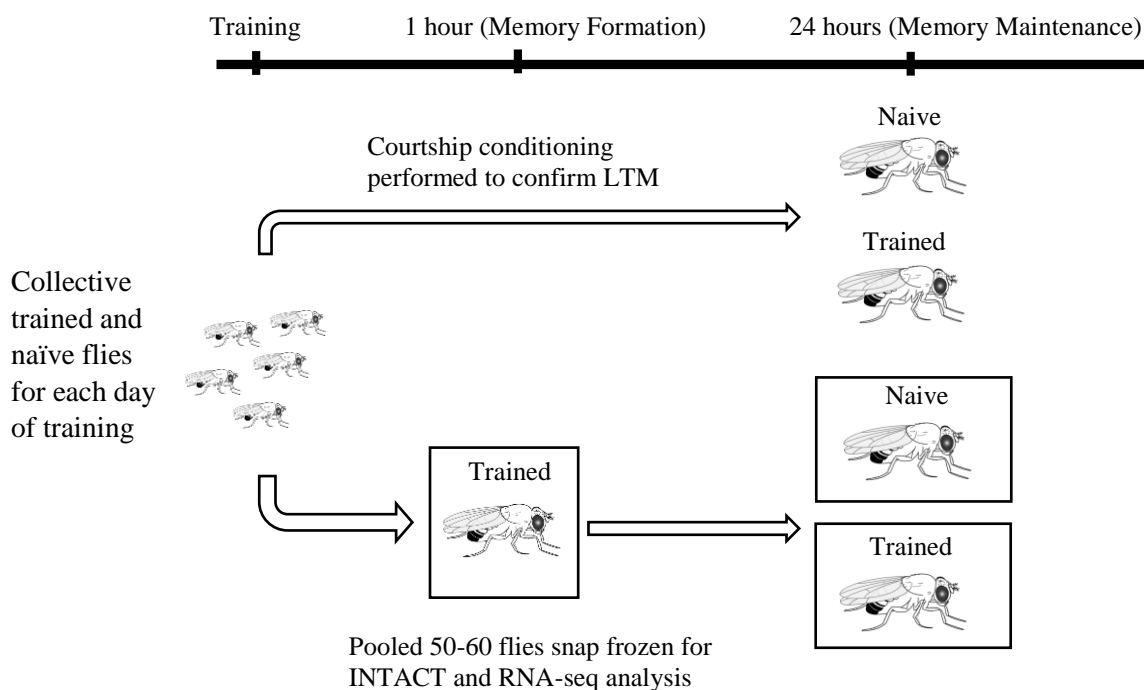 Training
1 hour (Memory Formation)
24 hours (Memory Maintenance)
Naive
Courtship conditioning
performed to confirm LTM
Trained
Collective
trained and
naïve flies
for each day
of training
Naive
Trained
Trained
Pooled 50-60 flies snap frozen for
INTACT and RNA-seq analysis